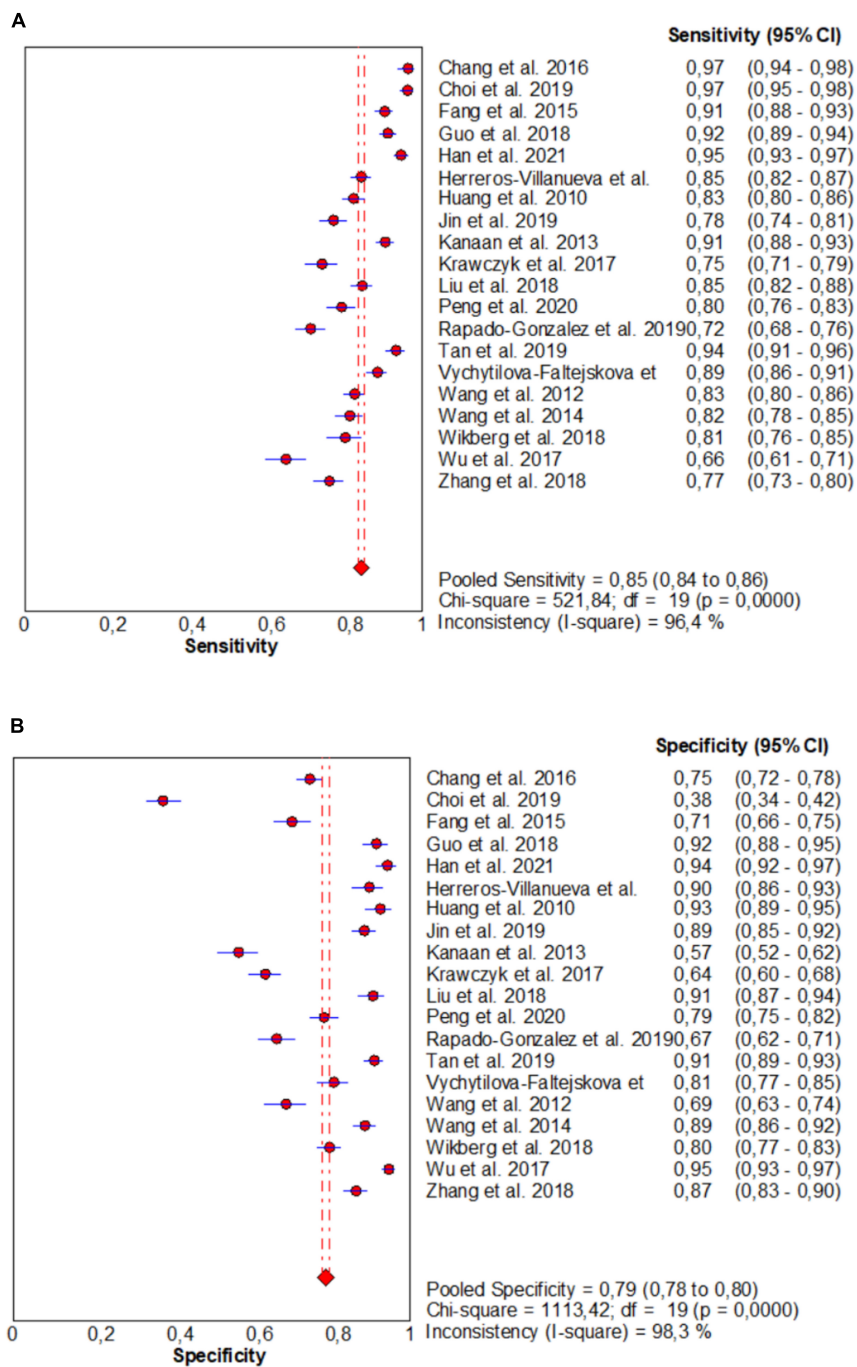 A
Sensitivity (95% CI)
Chang et al. 2016 0,97 (0,94 - 0,98)
Choi et al. 2019 0,97 (0,95 - 0,98)
Fang et al. 2015 0,91 (0,88 - 0,93)
Guo et al. 2018 0,92 (0,89 - 0,94)
Han et al. 2021 0,95 (0,93 - 0,97)
Herreros-Villanueva et al. 0,85 (0,82 - 0,87)
Huang et al. 2010 0,83 (0,80 - 0,86)
Jin et al. 2019 0,78 (0,74 - 0,81)
Kanaan et al. 2013 0,91 (0,88 - 0,93)
Krawczyk et al. 2017 0,75 (0,71 - 0,79)
Liu et al. 2018 0,85 (0,82 - 0,88)
Peng et al. 2020 0,80 (0,76 - 0,83)
Rapado-Gonzalez et al. 20190,72 (0,68 - 0,76)
Tan et al. 2019 0,94 (0,91 - 0,96)
Vychytilova-Faltejskova et 0,89 (0,86 - 0,91)
Wang et al. 2012 0,83 (0,80 - 0,86)
Wang et al. 2014 0,82 (0,78 - 0,85)
Wikberg et al. 2018 0,81 (0,76 - 0,85)
Wu et al. 2017 0,66 (0,61 - 0,71)
Zhang et al. 2018 0,77 (0,73 - 0,80)
Pooled Sensitivity = 0,85 (0,84 to 0,86)
Chi-square = 521,84; df = 19 (p = 0,0000)
Inconsistency (I-square) = 96,4 %
0 0,2 0,4 0,6 0,8 1
Sensitivity
B
Specificity (95% CI)
Chang et al. 2016 0,75 (0,72 - 0,78)
Choi et al. 2019 0,38 (0,34 - 0,42)
Fang et al. 2015 0,71 (0,66 - 0,75)
Guo et al. 2018 0,92 (0,88 - 0,95)
Han et al. 2021 0,94 (0,92 - 0,97)
Herreros-Villanueva et al. 0,90 (0,86 - 0,93)
Huang et al. 2010 0,93 (0,89 - 0,95)
Jin et al. 2019 0,89 (0,85 - 0,92)
Kanaan et al. 2013 0,57 (0,52 - 0,62)
Krawczyk et al. 2017 0,64 (0,60 - 0,68)
Liu et al. 2018 0,91 (0,87 - 0,94)
Peng et al. 2020 0,79 (0,75 - 0,82)
Rapado-Gonzalez et al. 20190,67 (0,62 - 0,71)
Tan et al. 2019 0,91 (0,89 - 0,93)
Vychytilova-Faltejskova et 0,81 (0,77 - 0,85)
Wang et al. 2012 0,69 (0,63 - 0,74)
Wang et al. 2014 0,89 (0,86 - 0,92)
Wikberg et al. 2018 0,80 (0,77 - 0,83)
Wu et al. 2017 0,95 (0,93 - 0,97)
Zhang et al. 2018 0,87 (0,83 - 0,90)
Pooled Specificity = 0,79 (0,78 to 0,80)
Chi-square = 1113,42; df = 19 (p = 0,0000)
Inconsistency (I-square) = 98,3 %
0 0,2 0,4 0,6 0,8 1
Specificity